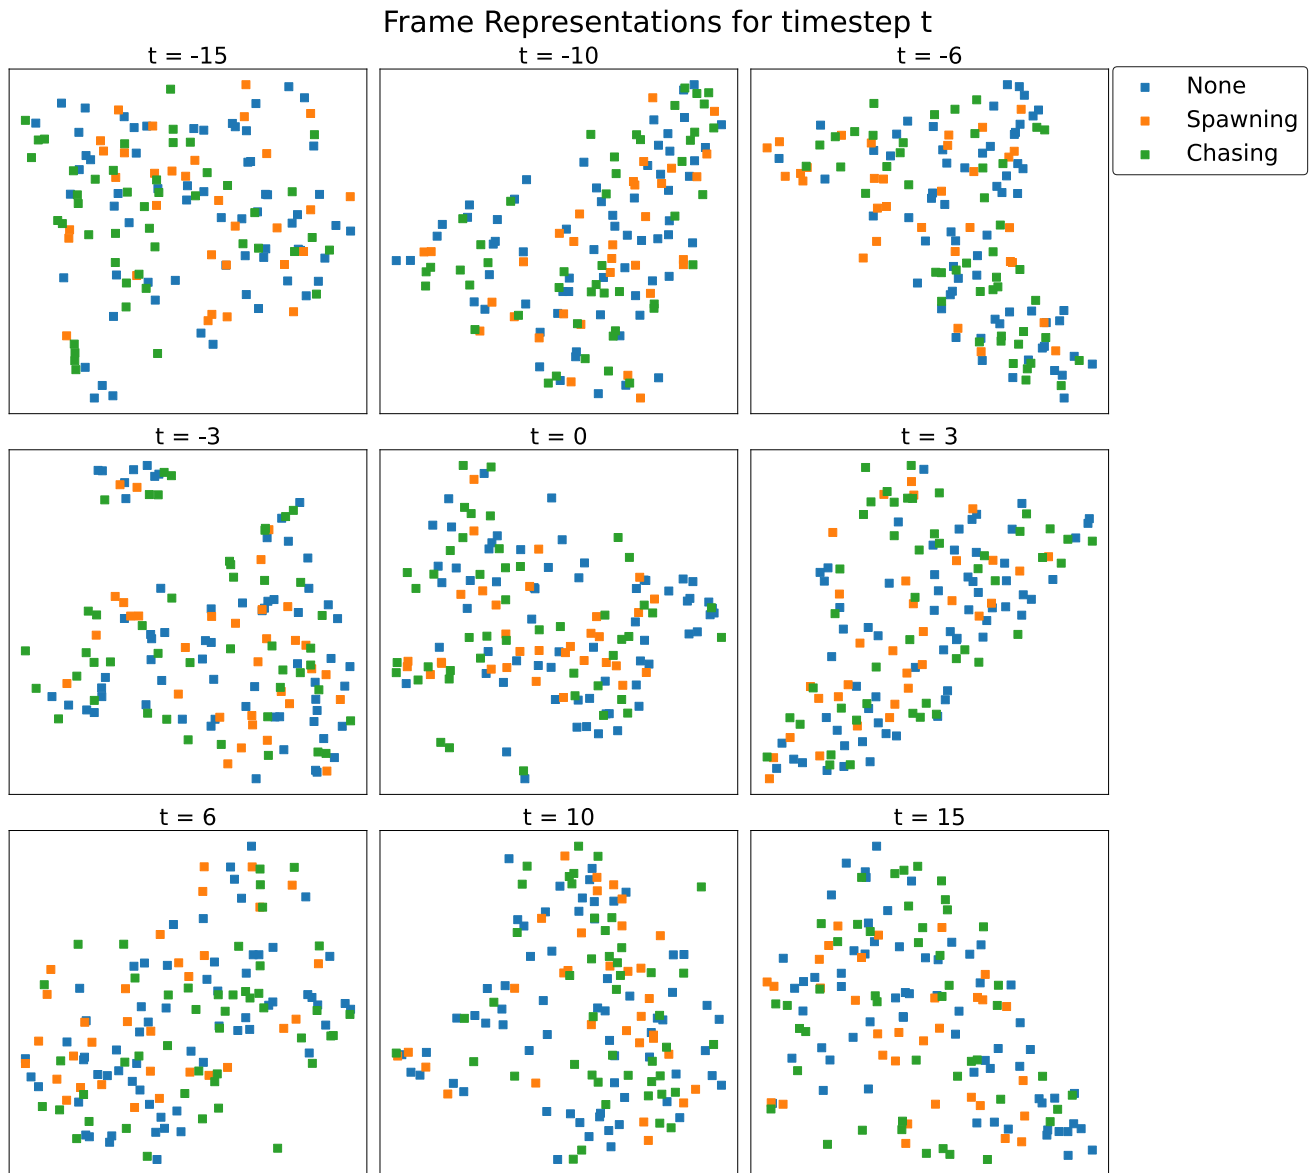 Frame Representations for timestep t
t = -15
t = -10
t = -6
None
Spawning
Chasing
t = -3
t = 0
t = 3
t = 6
t = 10
t = 15